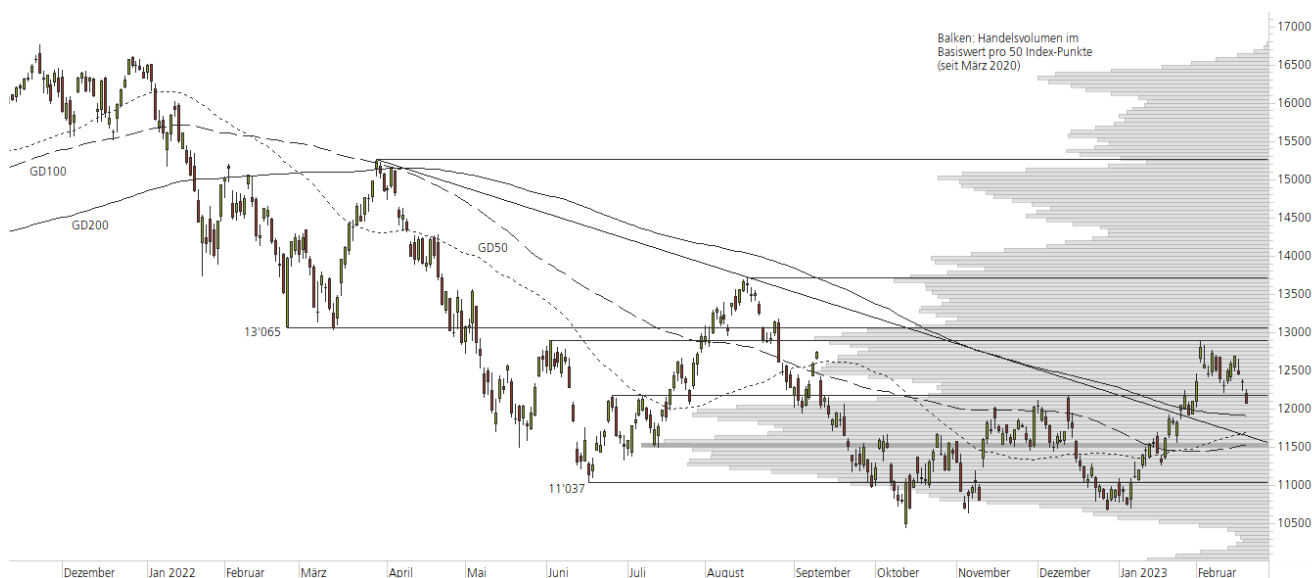 Balken: Handelsvolumen im
Basiswert pro 50 Index-Punkte
(seit März 2020)
17000
16500
16000
15500
15000
14500
14000
13500
13000
12500
12000
11500
11000
10500
GD100
GD200
GD50
13'065
11'037
Dezember
Jan 2022
Februar
März
April
Mai
Juni
Juli
August
September
Oktober
November
Dezember
Jan 2023
Februar